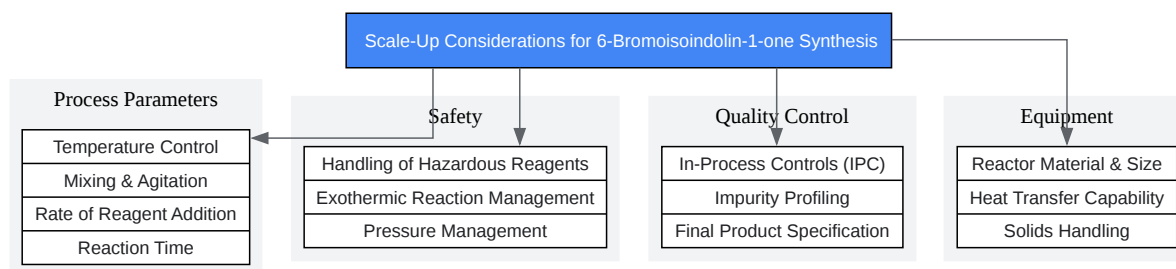 Scale-Up Considerations for 6-Bromoisoindolin-1-one Synthesis
Process Parameters
Temperature Control
Mixing & Agitation
Rate of Reagent Addition
Reaction Time
Safety
Handling of Hazardous Reagents
Exothermic Reaction Management
Pressure Management
Quality Control
In-Process Controls (IPC)
Impurity Profiling
Final Product Specification
Equipment
Reactor Material & Size
Heat Transfer Capability
Solids Handling